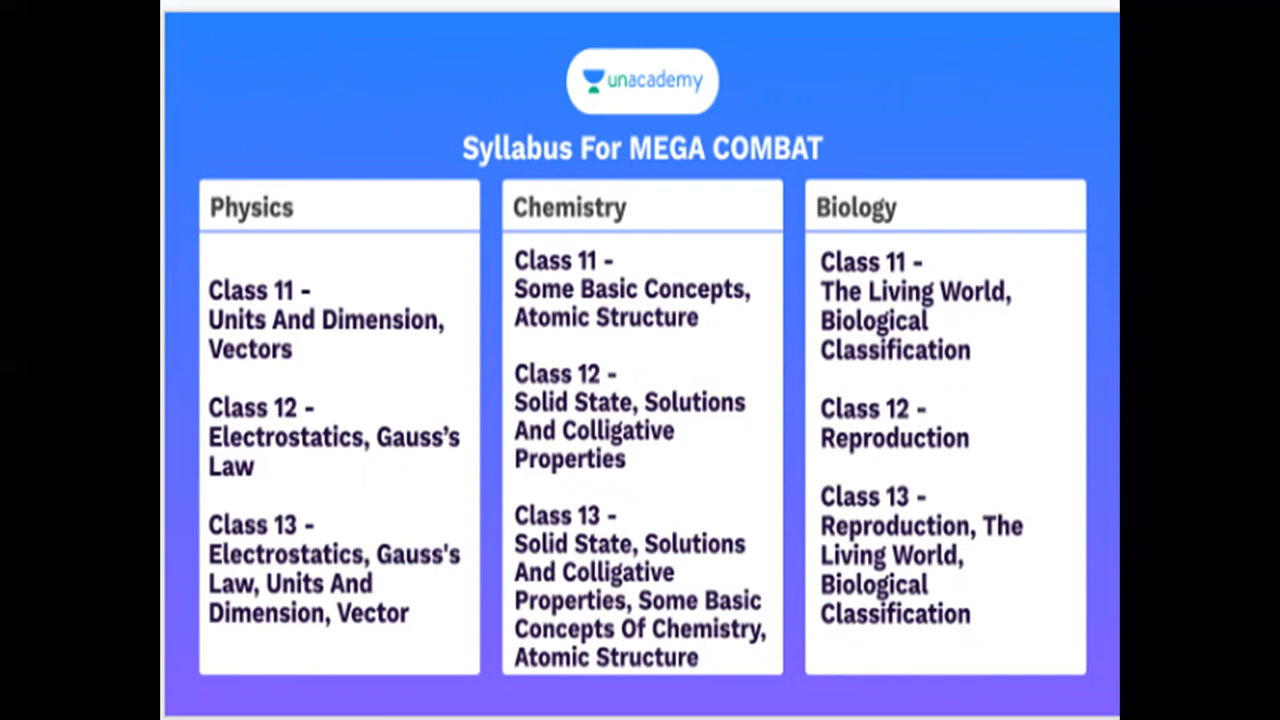 unacademy
Syllabus For MEGA COMBAT
Physics
Class 11 -
Units And Dimension,
Vectors
Class 12 -
Electrostatics, Gauss’s
Law
Class 13 -
Electrostatics, Gauss's
Law, Units And
Dimension, Vector
Chemistry
Class 11 -
Some Basic Concepts,
Atomic Structure
Class 12 -
Solid State, Solutions
And Colligative
Properties
Class 13 -
Solid State, Solutions
And Colligative
Properties, Some Basic
Concepts Of Chemistry,
Atomic Structure
Biology
Class 11 -
The Living World,
Biological
Classification
Class 12 -
Reproduction
Class 13 -
Reproduction, The
Living World,
Biological
Classification